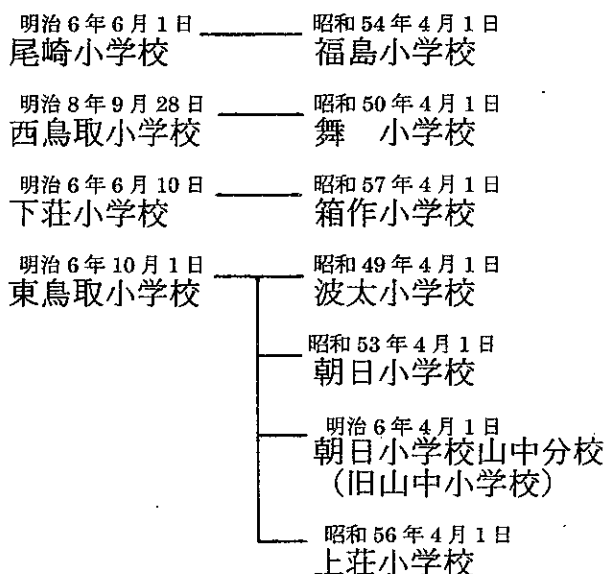 明治6年6月1日 昭和54年4月1日
尾崎小学校 福島小学校
明治8年9月28日 昭和50年4月1日
西鳥取小学校 舞 小学校
明治6年6月10日 昭和57年4月1日
下荘小学校 箱作小学校
明治6年10月1日 昭和49年4月1日
東鳥取小学校 波太小学校
昭和53年4月1日
朝日小学校
明治6年4月1日
朝日小学校山中分校
(旧山中小学校)
昭和56年4月1日
上荘小学校